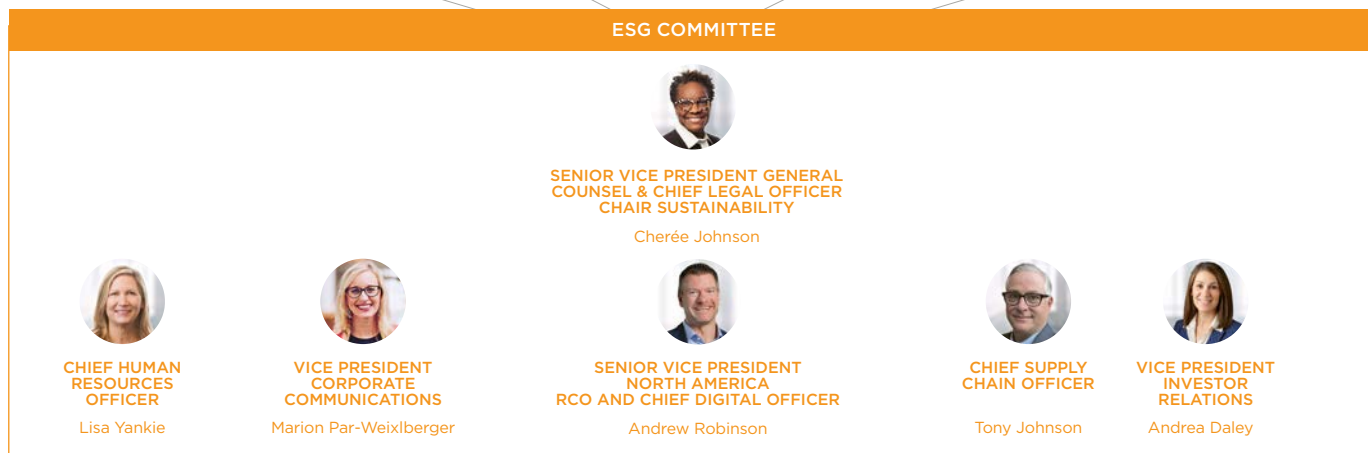 ESG COMMITTEE
SENIOR VICE PRESIDENT GENERAL
COUNSEL & CHIEF LEGAL OFFICER
CHAIR SUSTAINABILITY
Cherée Johnson
CHIEF HUMAN
RESOURCES
OFFICER
Lisa Yankie
VICE PRESIDENT
CORPORATE
COMMUNICATIONS
Marion Par-Weixlberger
SENIOR VICE PRESIDENT
NORTH AMERICA
RCO AND CHIEF DIGITAL OFFICER
Andrew Robinson
CHIEF SUPPLY
CHAIN OFFICER
Tony Johnson
VICE PRESIDENT
INVESTOR
RELATIONS
Andrea Daley